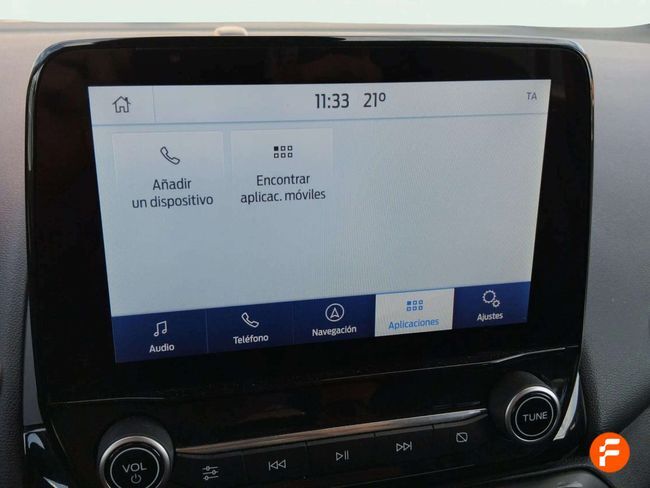 11:33 21º
TA
Añadir
un dispositivo
Encontrar
aplicac. móviles
Audio
Teléfono
Navegación
Aplicaciones
Ajustes
VOL
TUNE